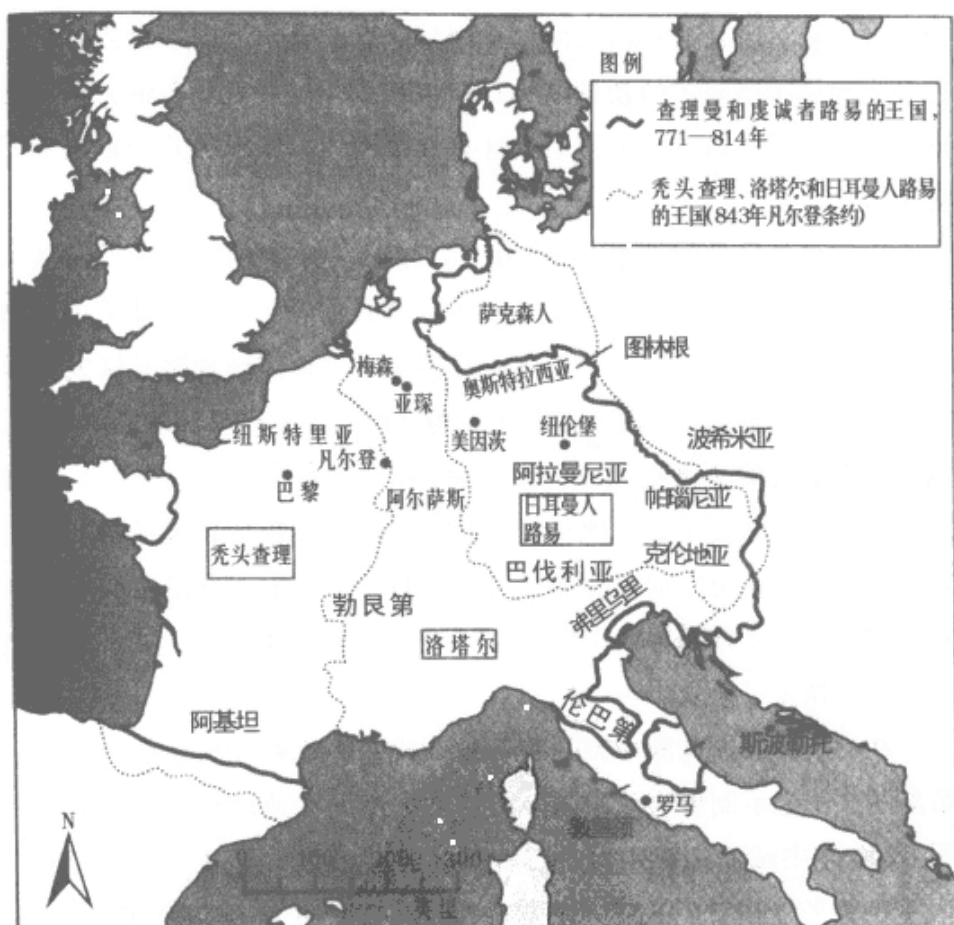 图例
查理曼和虔诚者路易的王国，
771—814年
秃头查理、洛塔尔和日耳曼人路易
的王国(843年凡尔登条约)
萨克森人
图林根
梅森
亚琛
奥斯特拉西亚
美因茨
纽伦堡
波希米亚
纽斯特里亚
凡尔登
巴黎
阿尔萨斯
阿拉曼尼亚
帕瑙尼亚
日耳曼人
路易
秃头查理
克伦地亚
巴伐利亚
弗里乌里
勃艮第
洛塔尔
阿基坦
伦巴第
斯波勒托
罗马
N
0 100 200 300
英里